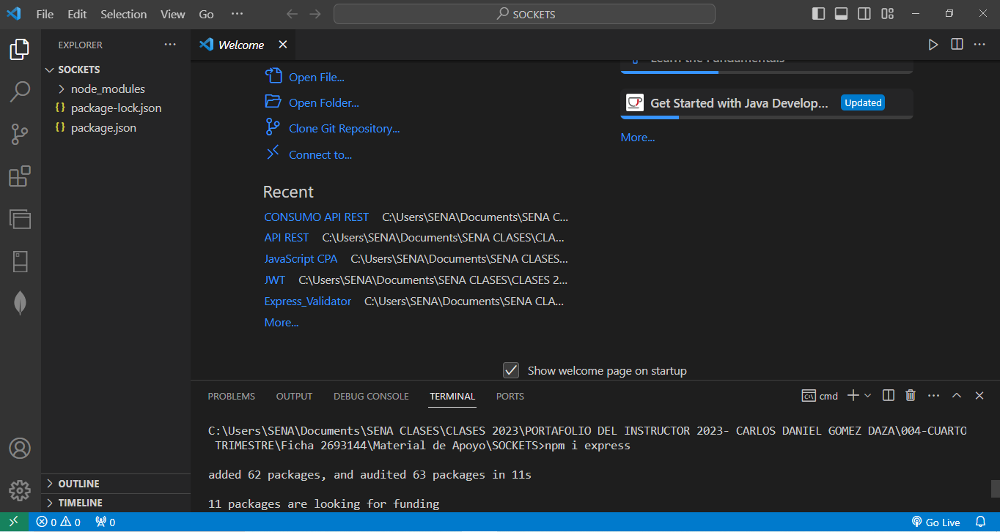 File Edit Selection View Go ··· SOCKETS
EXPLORER ···
Welcome
SOCKETS
node_modules
package-lock.json
package.json
OUTLINE
TIMELINE
Open File...
Open Folder...
Clone Git Repository...
Connect to...
Learn the Fundamentals
Get Started with Java Develop... Updated
More...
Recent
CONSUMO API REST C:\Users\SENA\Documents\SENA C...
API REST C:\Users\SENA\Documents\SENA CLASES\CLA...
JavaScript CPA C:\Users\SENA\Documents\SENA CLASES...
JWT C:\Users\SENA\Documents\SENA CLASES\CLASES 2...
Express_Validator C:\Users\SENA\Documents\SENA CLA...
More...
Show welcome page on startup
PROBLEMS OUTPUT DEBUG CONSOLE TERMINAL PORTS cmd
C:\Users\SENA\Documents\SENA CLASES\CLASES 2023\PORTAFOLIO DEL INSTRUCTOR 2023- CARLOS DANIEL GOMEZ DAZA\004-CUARTO
TRIMESTRE\Ficha 2693144\Material de Apoyo\SOCKETS>npm i express
added 62 packages, and audited 63 packages in 11s
11 packages are looking for funding
0 0 0 Go Live